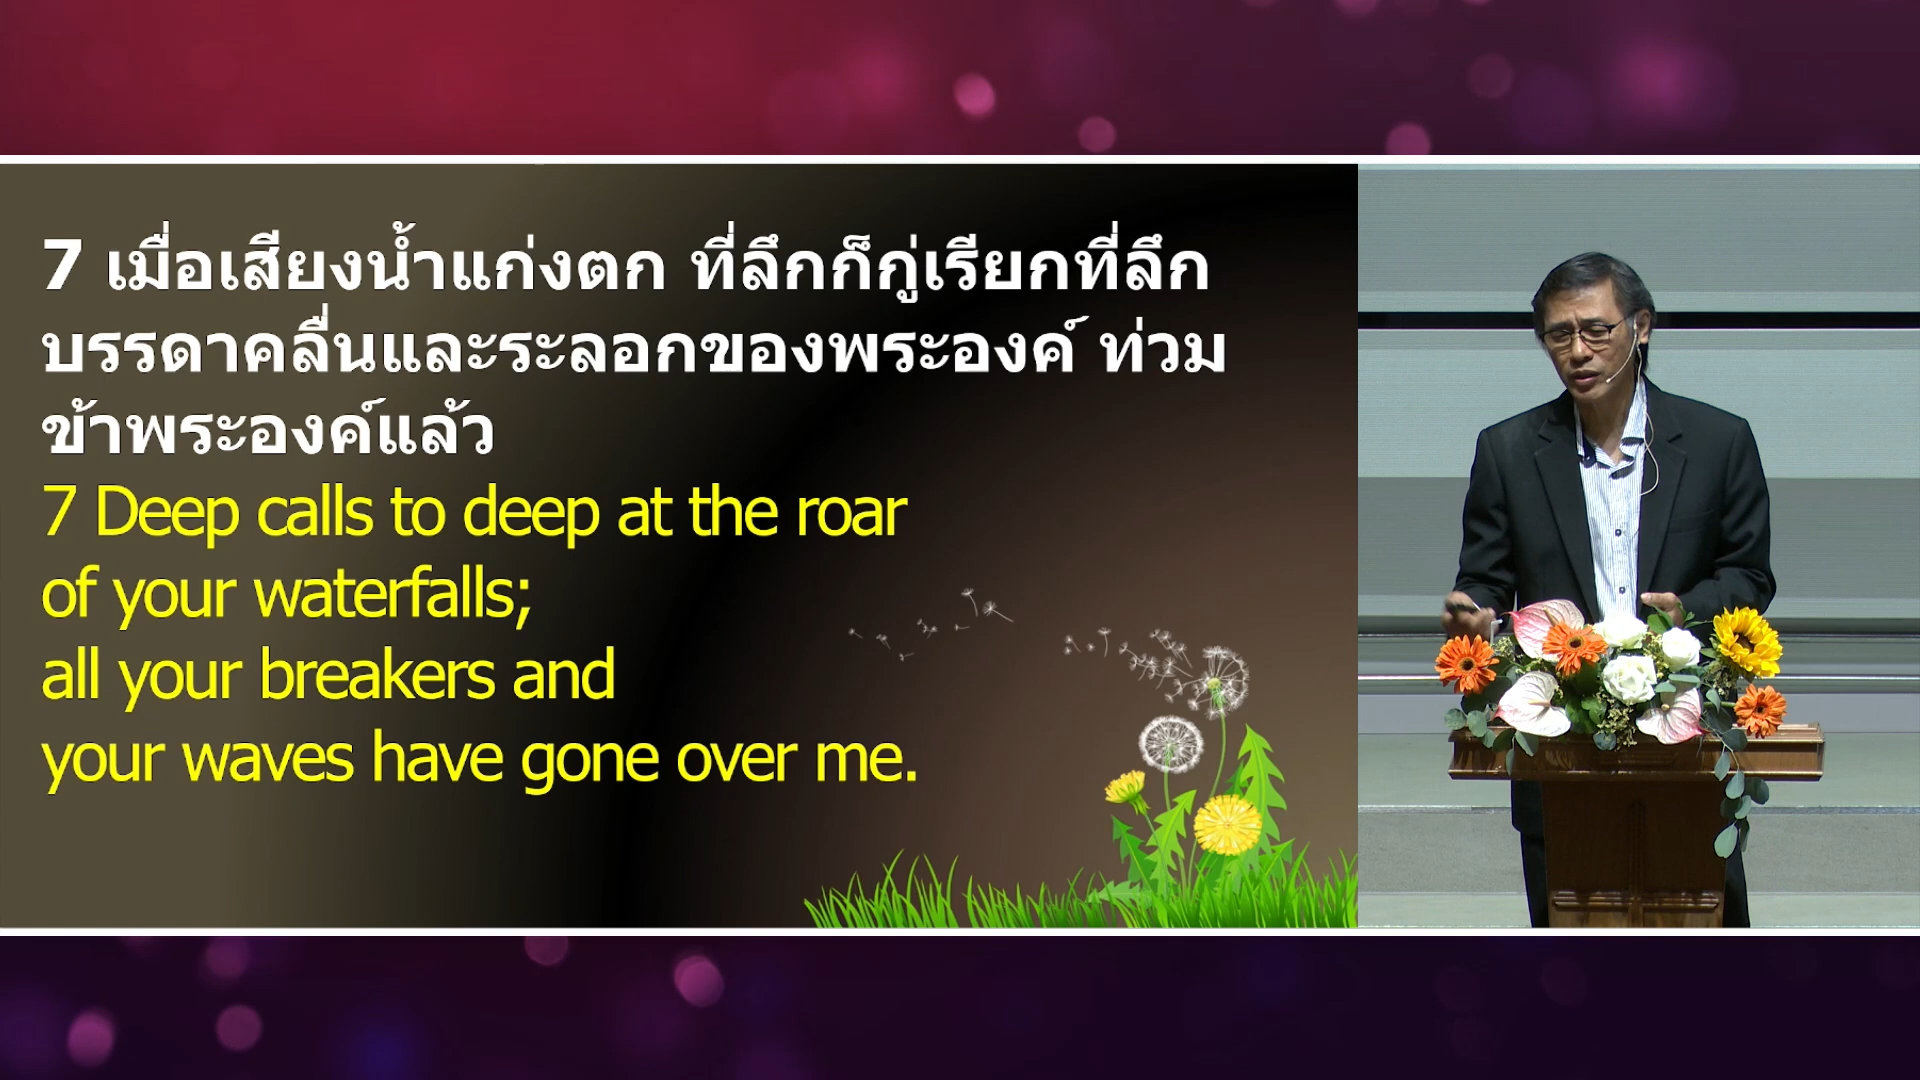 7 เมื่อเสียงน้ำแก่งตก ที่ลึกก็กู่เรียกที่ลึก
บรรดาคลื่นและระลอกของพระองค์ ท่วม
ข้าพระองค์แล้ว
7 Deep calls to deep at the roar
of your waterfalls;
all your breakers and
your waves have gone over me.